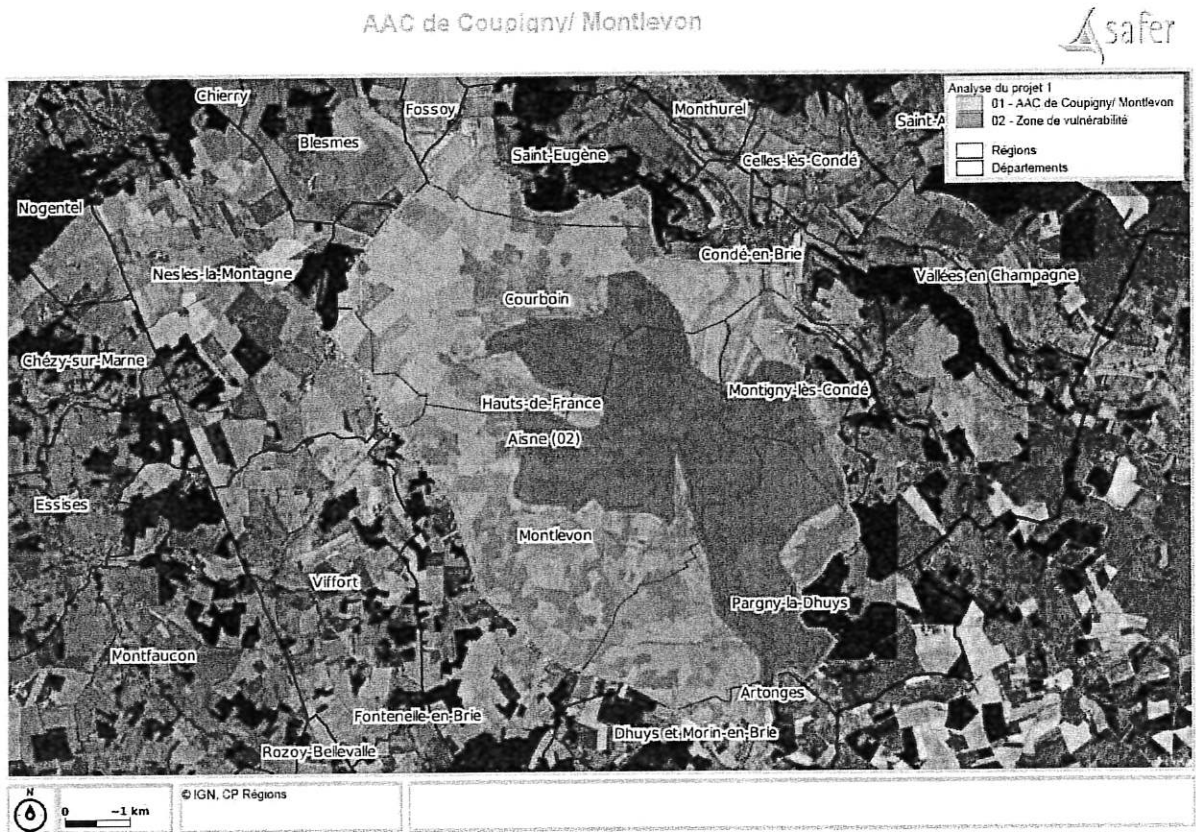 AAC de Coupigny/ Montlevon
safer
Analyse du projet 1
01 - AAC de Coupigny/ Montlevon
02 - Zone de vulnérabilité
Régions
Départements
Chierry
Fossoy
Monthurel
Saint-A
Blesmes
Saint-Eugène
Celles-lès-Condé
Nogentel
Nesles-la-Montagne
Condé-en-Brie
Vallées en Champagne
Courboin
Chézy-sur-Marne
Montigny-lès-Condé
Hauts-de-France
Aisne (02)
Essises
Montlevon
Viffort
Pargny-la-Dhuys
Montfaucon
Artonges
Fontenelle-en-Brie
Dhuys et Morin-en-Brie
Rozoy-Bellevalle
N
0 ~1 km
© IGN, CP Régions